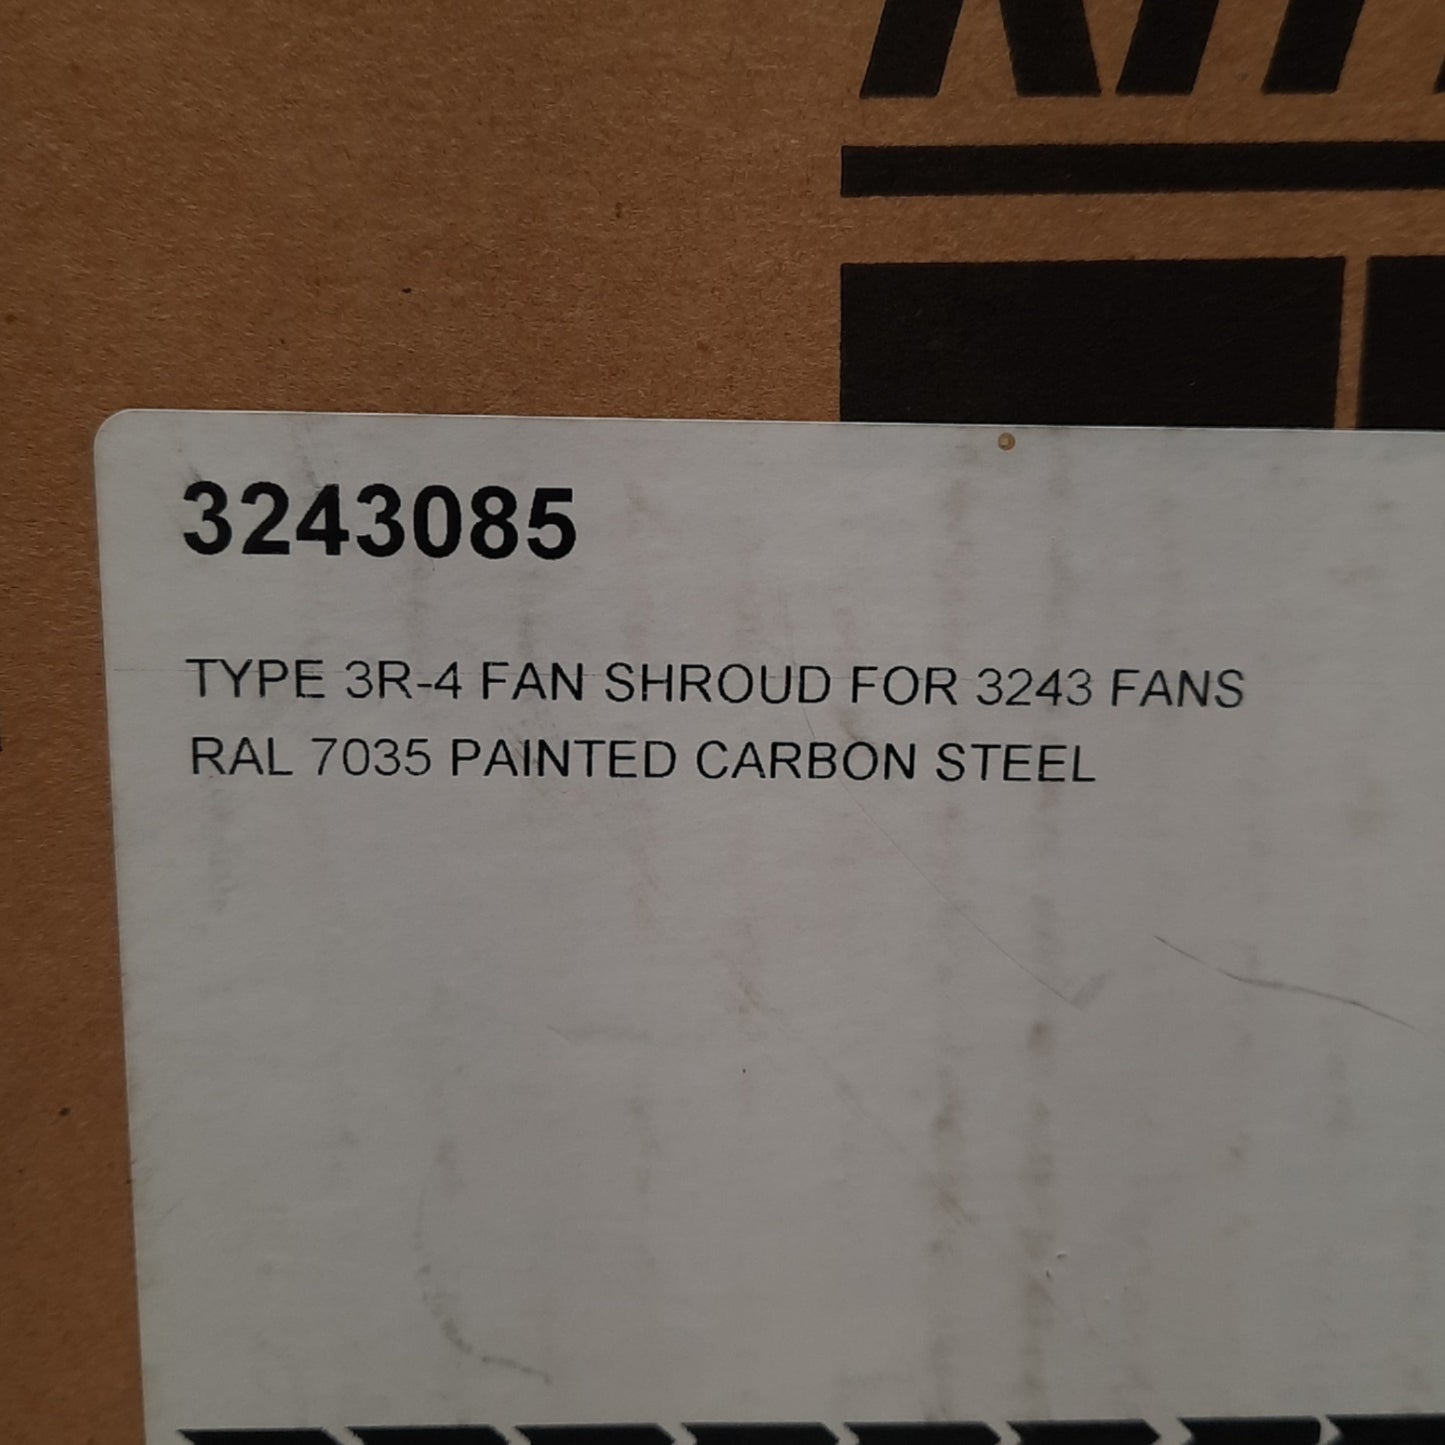 3243085
TYPE 3R-4 FAN SHROUD FOR 3243 FANS
RAL 7035 PAINTED CARBON STEEL